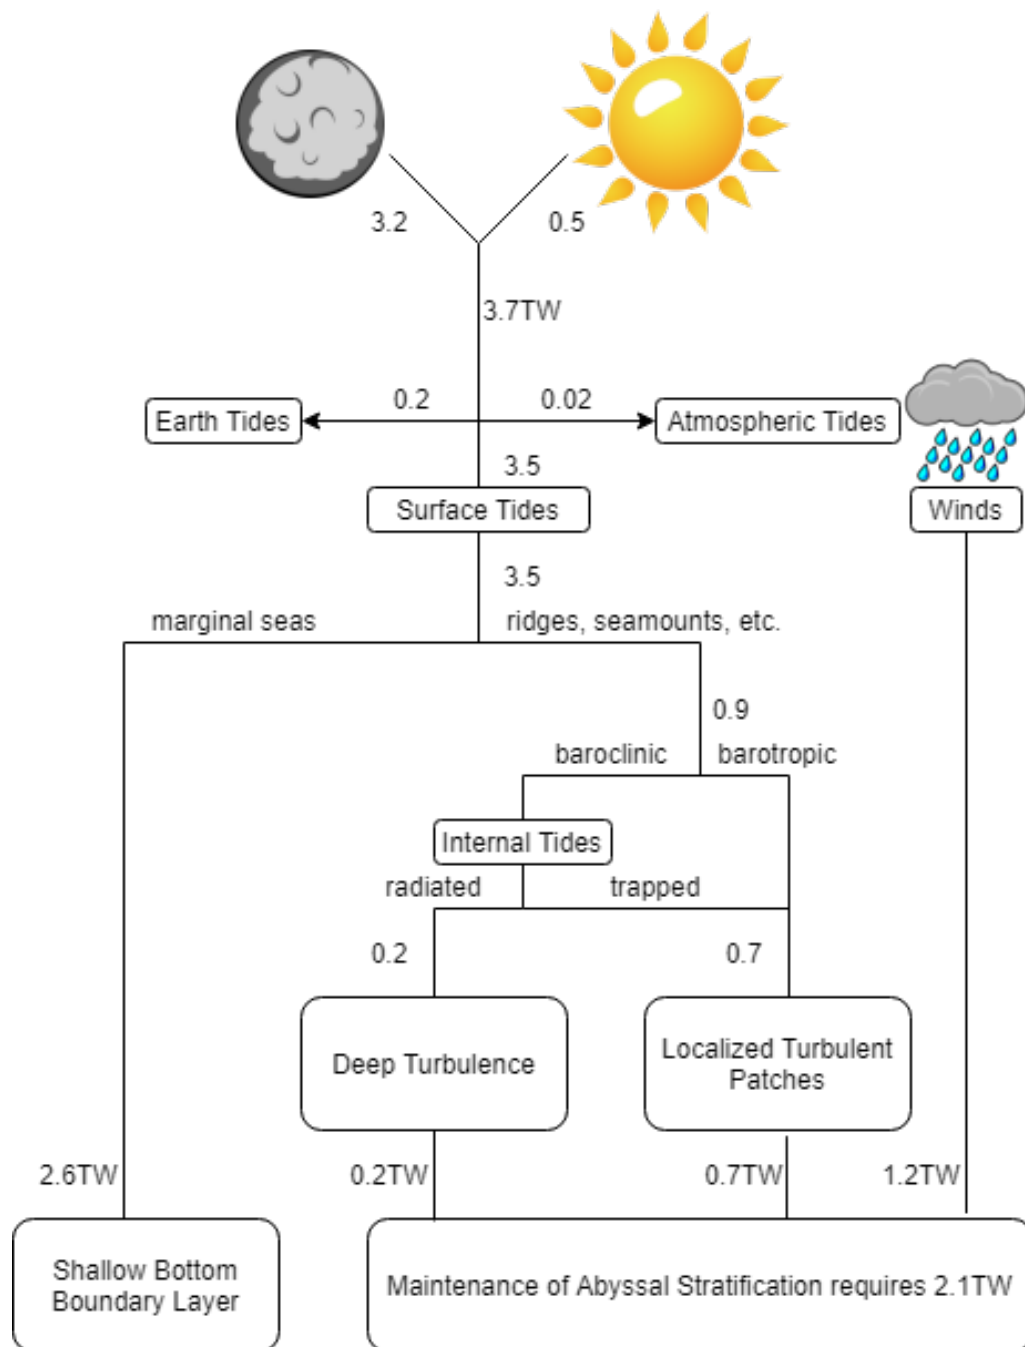 3.2
0.5
3.7TW
0.2
0.02
Earth Tides
Atmospheric Tides
3.5
Surface Tides
Winds
3.5
marginal seas
ridges, seamounts, etc.
0.9
baroclinic
barotropic
Internal Tides
radiated
trapped
0.2
0.7
Deep Turbulence
Localized Turbulent
Patches
2.6TW
0.2TW
0.7TW
1.2TW
Shallow Bottom
Boundary Layer
Maintenance of Abyssal Stratification requires 2.1TW